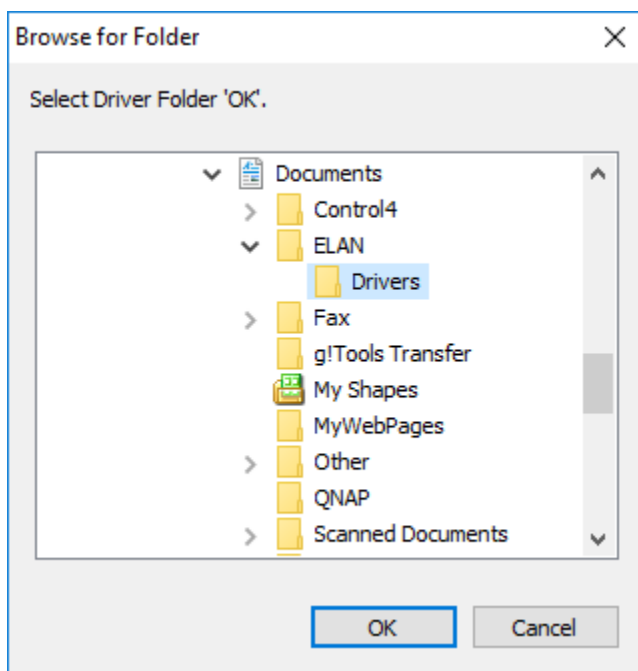 Browse for Folder
Select Driver Folder 'OK'.
Documents
Control4
ELAN
Drivers
Fax
g!Tools Transfer
My Shapes
MyWebPages
Other
QNAP
Scanned Documents
OK Cancel